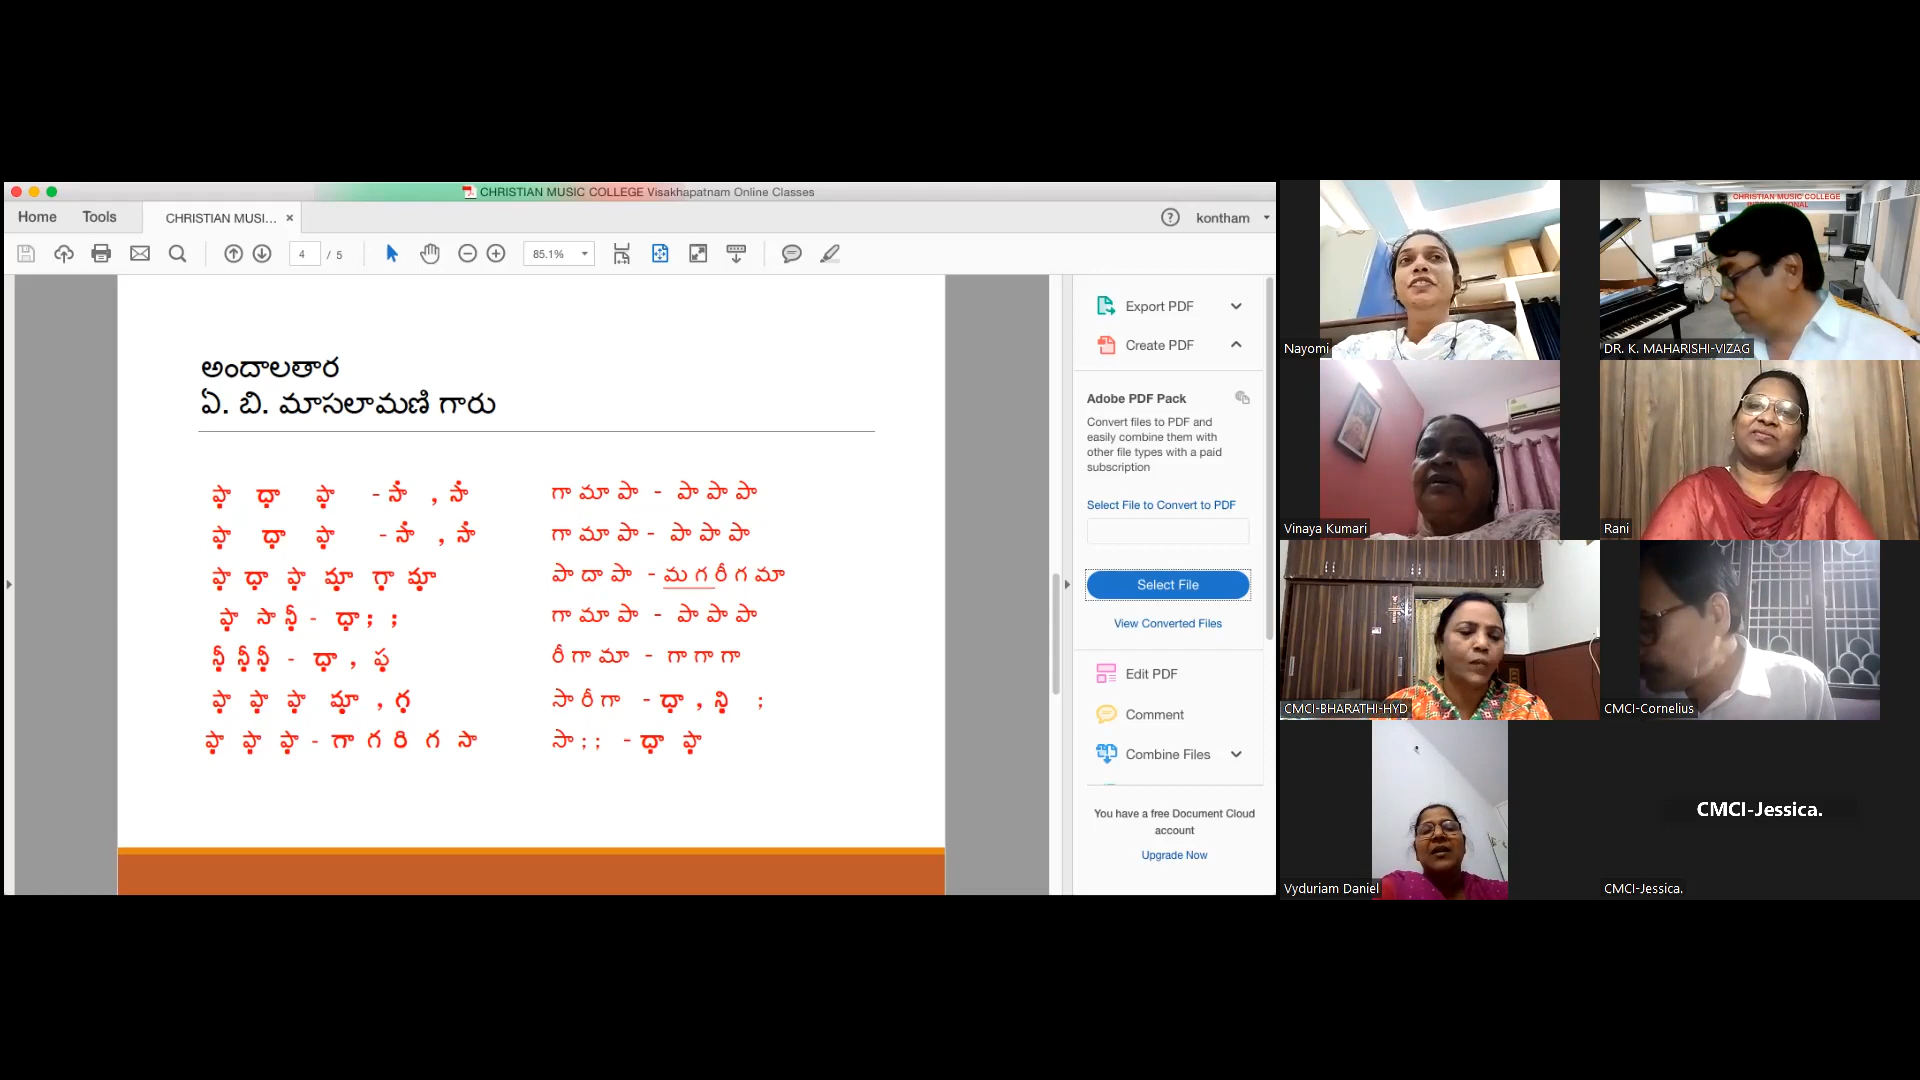 CHRISTIAN MUSIC COLLEGE Visakhapatnam Online Classes
Home Tools CHRISTIAN MUSI... × kontham
4 / 5 85.1%
అందాలతార
ఏ. బి. మాసలామణి గారు
ప఼ా ధ఼ా ప఼ా - సా , సా
ప఼ా ధ఼ా ప఼ా - సా , సా
ప఼ా ధ఼ా ప఼ా మ఼ా గ఼ా మ఼ా
ప఼ా సా నీ - ధా ; ;
నీ నీ నీ - ధా , ప
పా పా పా మా , గ
పా పా పా - గా గ రి గ సా
గా మా పా - పా పా పా
గా మా పా - పా పా పా
పా దా పా - మ గ రీ గ మా
గా మా పా - పా పా పా
రీ గా మా - గా గా గా
సా రీ గా - ధా , ని ;
సా ; ; - ధా పా
Export PDF
Create PDF
Adobe PDF Pack
Convert files to PDF and
easily combine them with
other file types with a paid
subscription
Select File to Convert to PDF
Select File
View Converted Files
Edit PDF
Comment
Combine Files
You have a free Document Cloud
account
Upgrade Now
Nayomi
CHRISTIAN MUSIC COLLEGE
INTERNATIONAL
DR. K. MAHARISHI-VIZAG
Vinaya Kumari
Rani
CMCI-BHARATHI-HYD
CMCI-Cornelius
Vyduriam Daniel
CMCI-Jessica.
CMCI-Jessica.